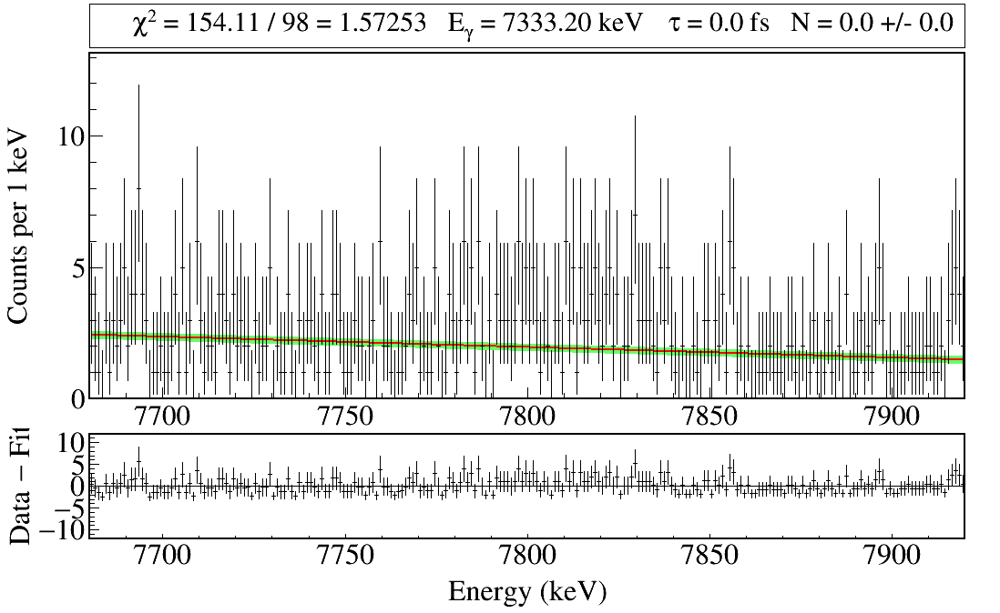 χ² = 154.11 / 98 = 1.57253 Eγ = 7333.20 keV τ = 0.0 fs N = 0.0 +/- 0.0
Counts per 1 keV
10
5
0
7700 7750 7800 7850 7900
Data − Fit
10
5
0
−5
−10
7700 7750 7800 7850 7900
Energy (keV)